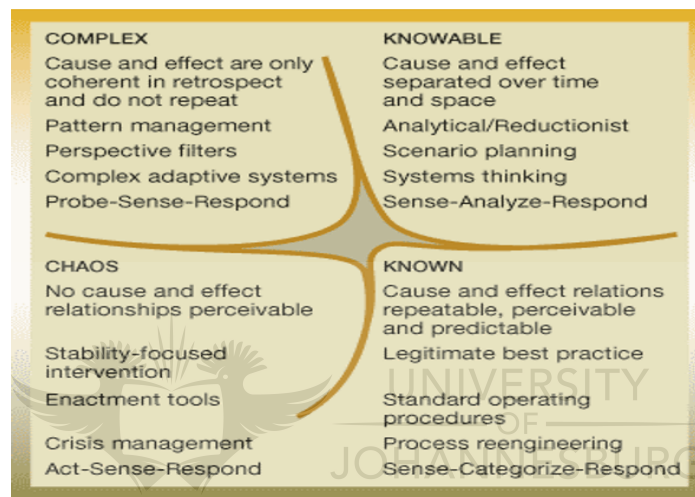 COMPLEX
Cause and effect are only
coherent in retrospect
and do not repeat
Pattern management
Perspective filters
Complex adaptive systems
Probe-Sense-Respond
KNOWABLE
Cause and effect
separated over time
and space
Analytical/Reductionist
Scenario planning
Systems thinking
Sense-Analyze-Respond
CHAOS
No cause and effect
relationships perceivable
Stability-focused
intervention
Enactment tools
Crisis management
Act-Sense-Respond
KNOWN
Cause and effect relations
repeatable, perceivable
and predictable
Legitimate best practice
Standard operating
procedures
Process reengineering
Sense-Categorize-Respond
UNIVERSITY
OF
JOHANNESBURG